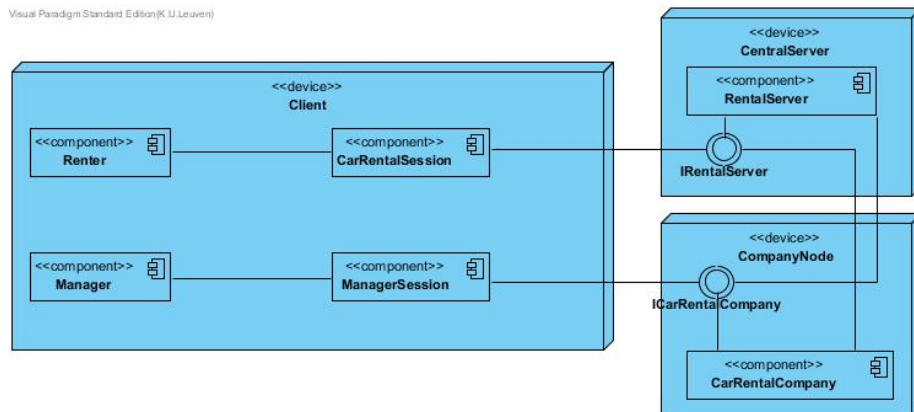 Visual Paradigm Standard Edition(K.U.Leuven)
<<device>>
Client
<<component>>
Renter
<<component>>
CarRentalSession
<<component>>
Manager
<<component>>
ManagerSession
<<device>>
CentralServer
<<component>>
RentalServer
IRentalServer
<<device>>
CompanyNode
ICarRentalCompany
<<component>>
CarRentalCompany